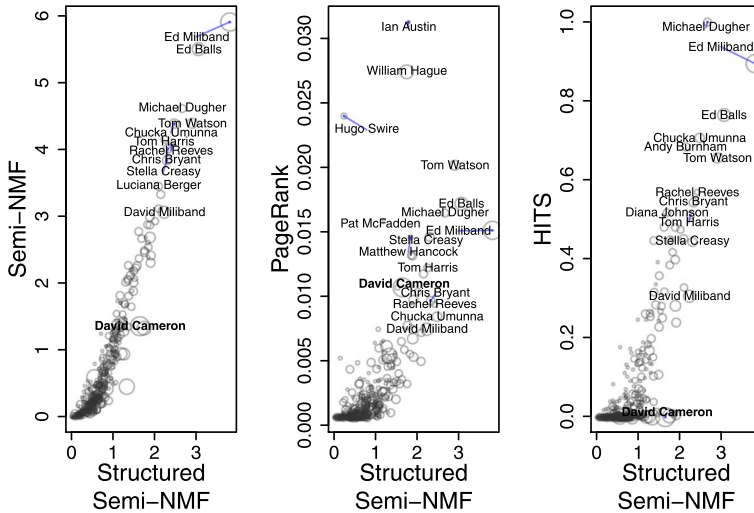 Semi−NMF
6
5
4
3
2
1
0
Ed Miliband
Ed Balls
Michael Dugher
Tom Watson
Chucka Umunna
Tom Harris
Rachel Reeves
Chris Bryant
Stella Creasy
Luciana Berger
David Miliband
David Cameron
0 1 2 3
Structured
Semi−NMF
PageRank
0.030
0.025
0.020
0.015
0.010
0.005
0.000
Ian Austin
William Hague
Hugo Swire
Tom Watson
Ed Balls
Michael Dugher
Pat McFadden
Ed Miliband
Stella Creasy
Matthew Hancock
Tom Harris
David Cameron
Chris Bryant
Rachel Reeves
Chucka Umunna
David Miliband
0 1 2 3
Structured
Semi−NMF
HITS
1.0
0.8
0.6
0.4
0.2
0.0
Michael Dugher
Ed Miliband
Ed Balls
Chucka Umunna
Andy Burnham
Tom Watson
Rachel Reeves
Chris Bryant
Diana Johnson
Tom Harris
Stella Creasy
David Miliband
David Cameron
0 1 2 3
Structured
Semi−NMF